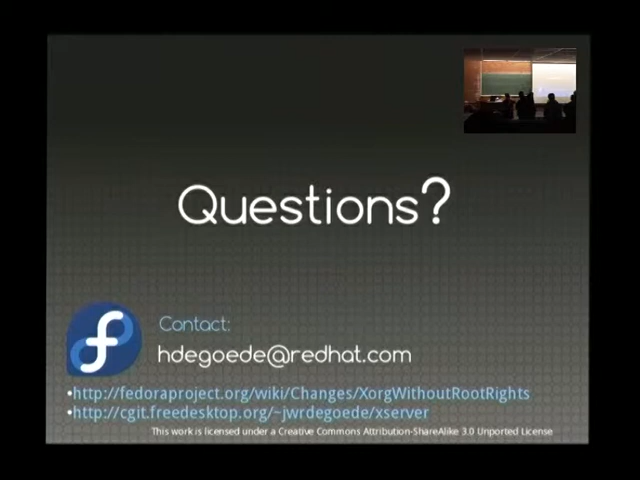 Questions?
Contact:
hdegoede@redhat.com
•http://fedoraproject.org/wiki/Changes/XorgWithoutRootRights
•http://cgit.freedesktop.org/~jwrdegoede/xserver
This work is licensed under a Creative Commons Attribution-ShareAlike 3.0 Unported License